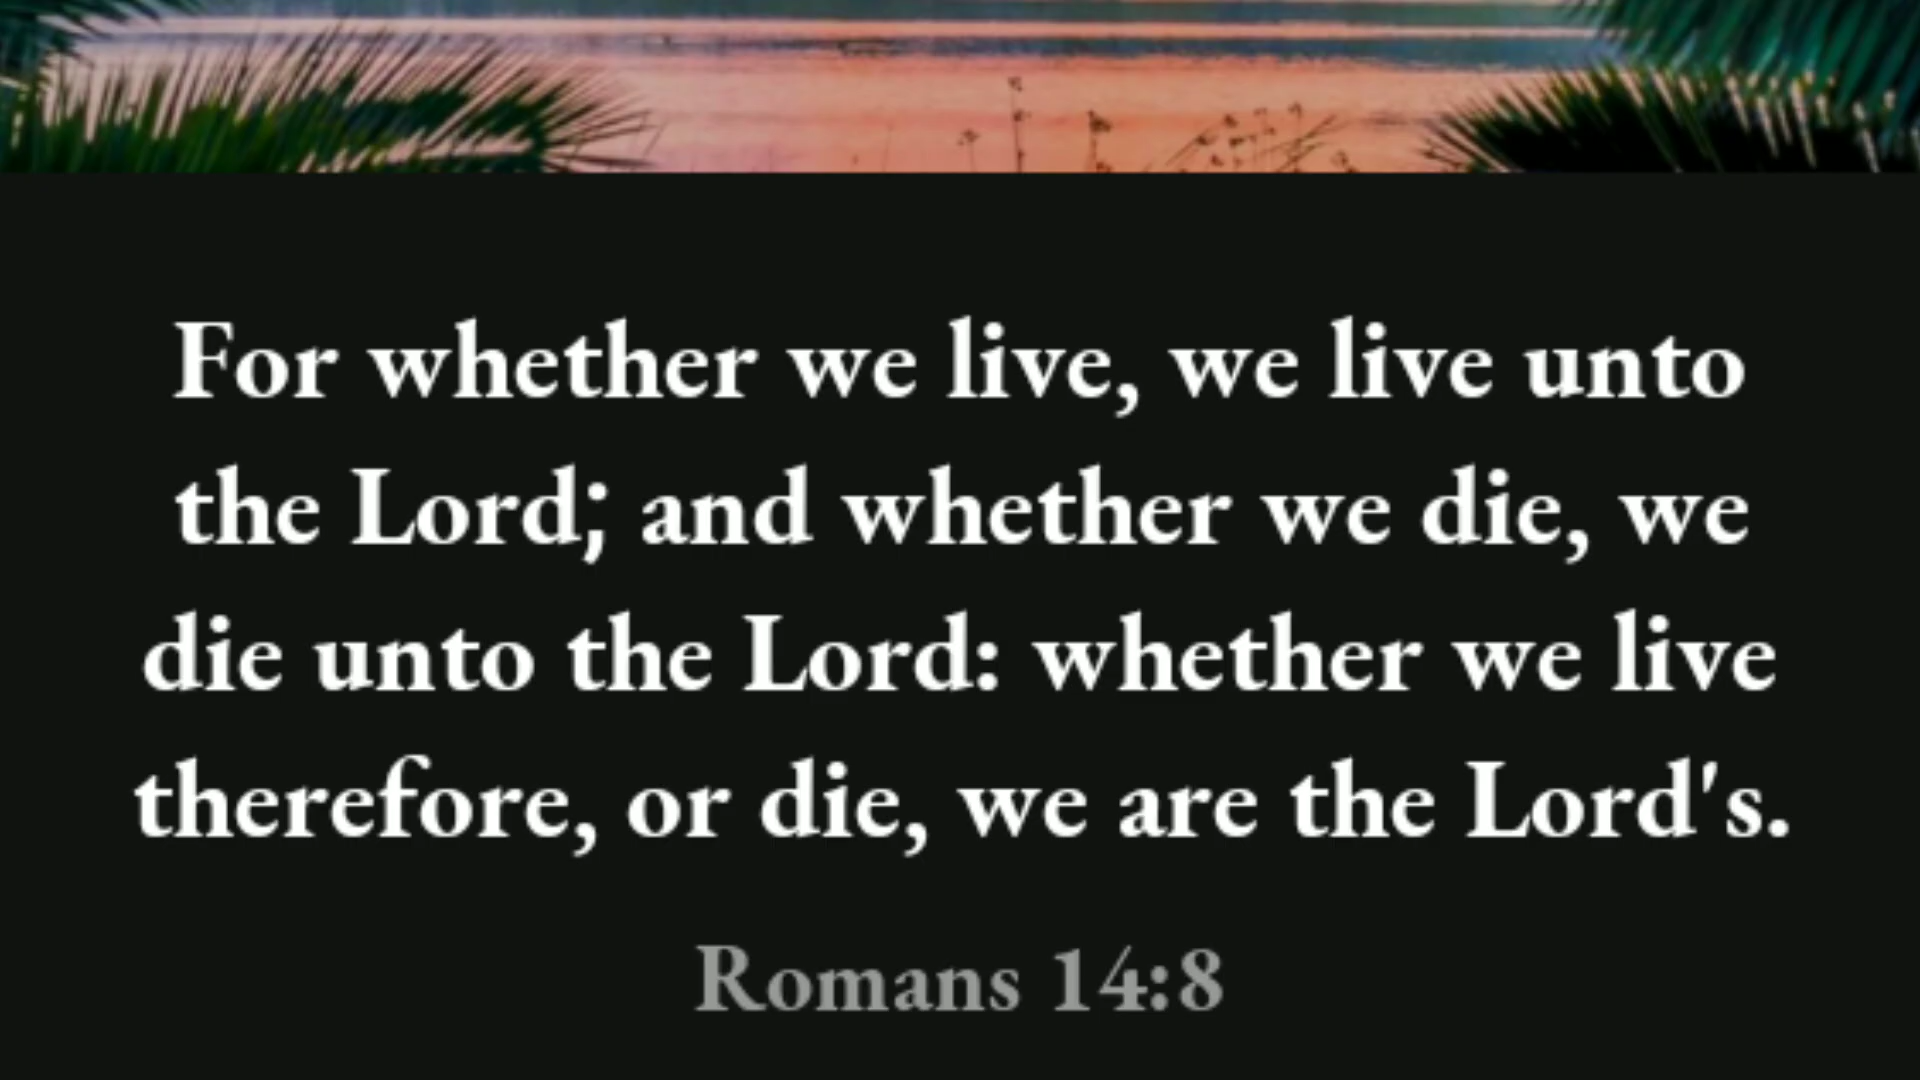 For whether we live, we live unto
the Lord; and whether we die, we
die unto the Lord: whether we live
therefore, or die, we are the Lord's.
Romans 14:8